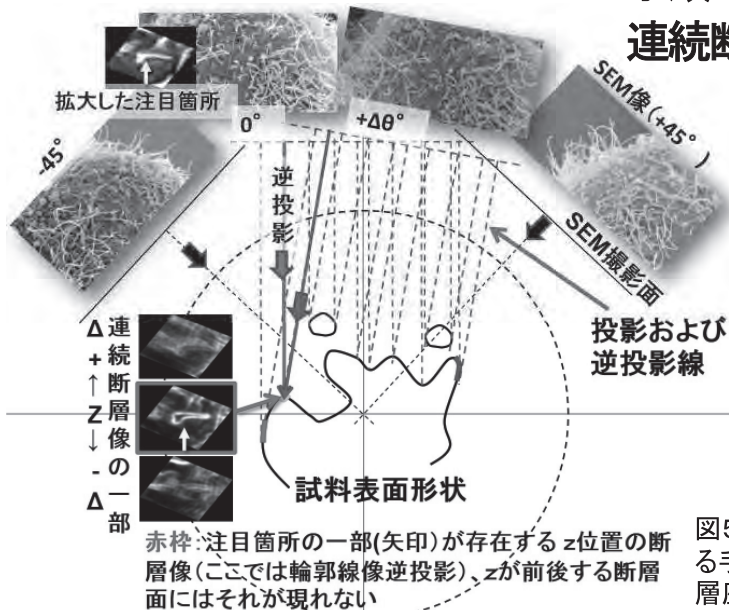 連続断
拡大した注目箇所
0°
+Δθ°
SEM像(+45°)
-45°
逆投影
SEM撮影面
投影および
逆投影線
連続断層像の一部
Δ+↑Z↓-Δ
試料表面形状
赤枠:注目箇所の一部(矢印)が存在するz位置の断
層像(ここでは輪郭線像逆投影)、zが前後する断層
面にはそれが現れない
図5
る手
層底